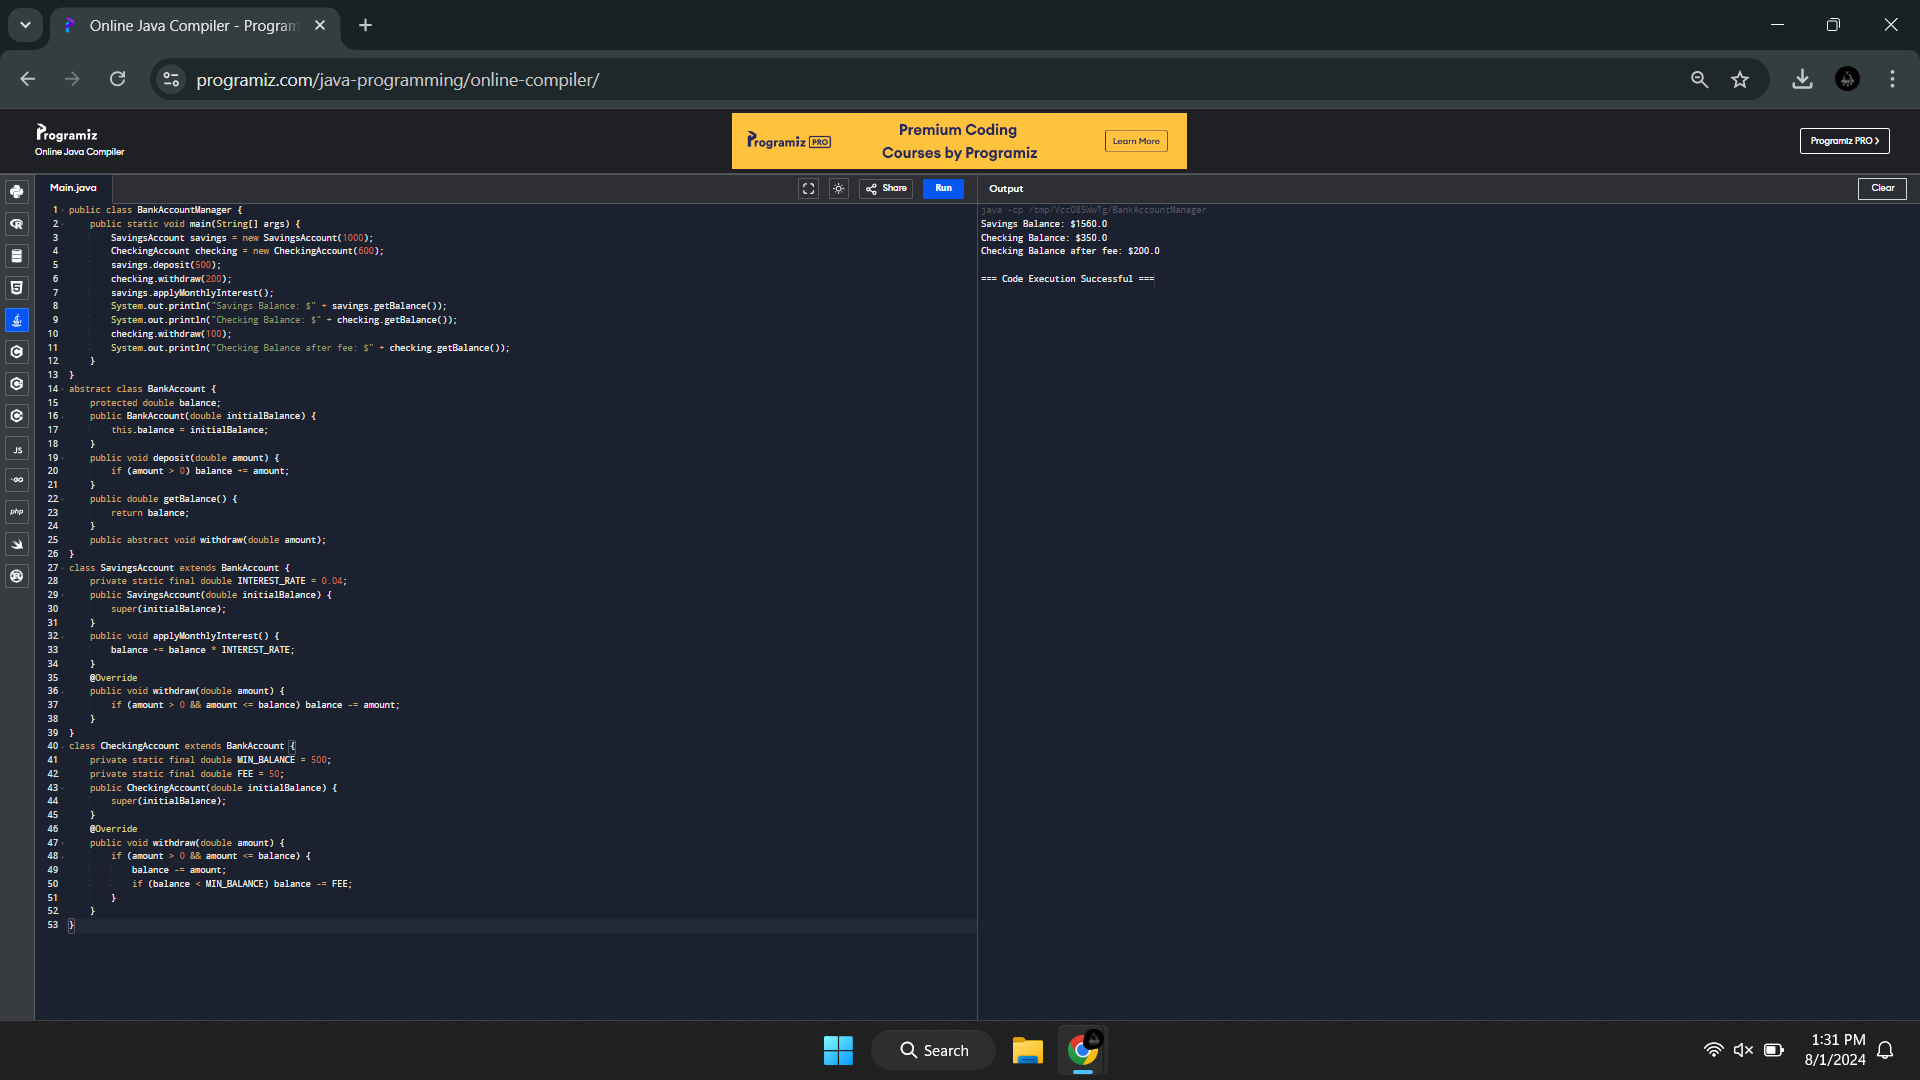 Online Java Compiler - Program
programiz.com/java-programming/online-compiler/
Programiz
Online Java Compiler
Programiz PRO
Premium Coding
Courses by Programiz
Learn More
Programiz PRO >
Main.java
Share
Run
Output
Clear
1 public class BankAccountManager {
2     public static void main(String[] args) {
3         SavingsAccount savings = new SavingsAccount(1000);
4         CheckingAccount checking = new CheckingAccount(600);
5         savings.deposit(500);
6         checking.withdraw(200);
7         savings.applyMonthlyInterest();
8         System.out.println("Savings Balance: $" + savings.getBalance());
9         System.out.println("Checking Balance: $" + checking.getBalance());
10         checking.withdraw(100);
11         System.out.println("Checking Balance after fee: $" + checking.getBalance());
12     }
13 }
14 abstract class BankAccount {
15     protected double balance;
16     public BankAccount(double initialBalance) {
17         this.balance = initialBalance;
18     }
19     public void deposit(double amount) {
20         if (amount > 0) balance += amount;
21     }
22     public double getBalance() {
23         return balance;
24     }
25     public abstract void withdraw(double amount);
26 }
27 class SavingsAccount extends BankAccount {
28     private static final double INTEREST_RATE = 0.04;
29     public SavingsAccount(double initialBalance) {
30         super(initialBalance);
31     }
32     public void applyMonthlyInterest() {
33         balance += balance * INTEREST_RATE;
34     }
35     @Override
36     public void withdraw(double amount) {
37         if (amount > 0 && amount <= balance) balance -= amount;
38     }
39 }
40 class CheckingAccount extends BankAccount {
41     private static final double MIN_BALANCE = 500;
42     private static final double FEE = 50;
43     public CheckingAccount(double initialBalance) {
44         super(initialBalance);
45     }
46     @Override
47     public void withdraw(double amount) {
48         if (amount > 0 && amount <= balance) {
49             balance -= amount;
50             if (balance < MIN_BALANCE) balance -= FEE;
51         }
52     }
53 }
java -cp /tmp/Vcc085WwTg/BankAccountManager
Savings Balance: $1560.0
Checking Balance: $350.0
Checking Balance after fee: $200.0
=== Code Execution Successful ===
JS
GO
php
Search
1:31 PM
8/1/2024